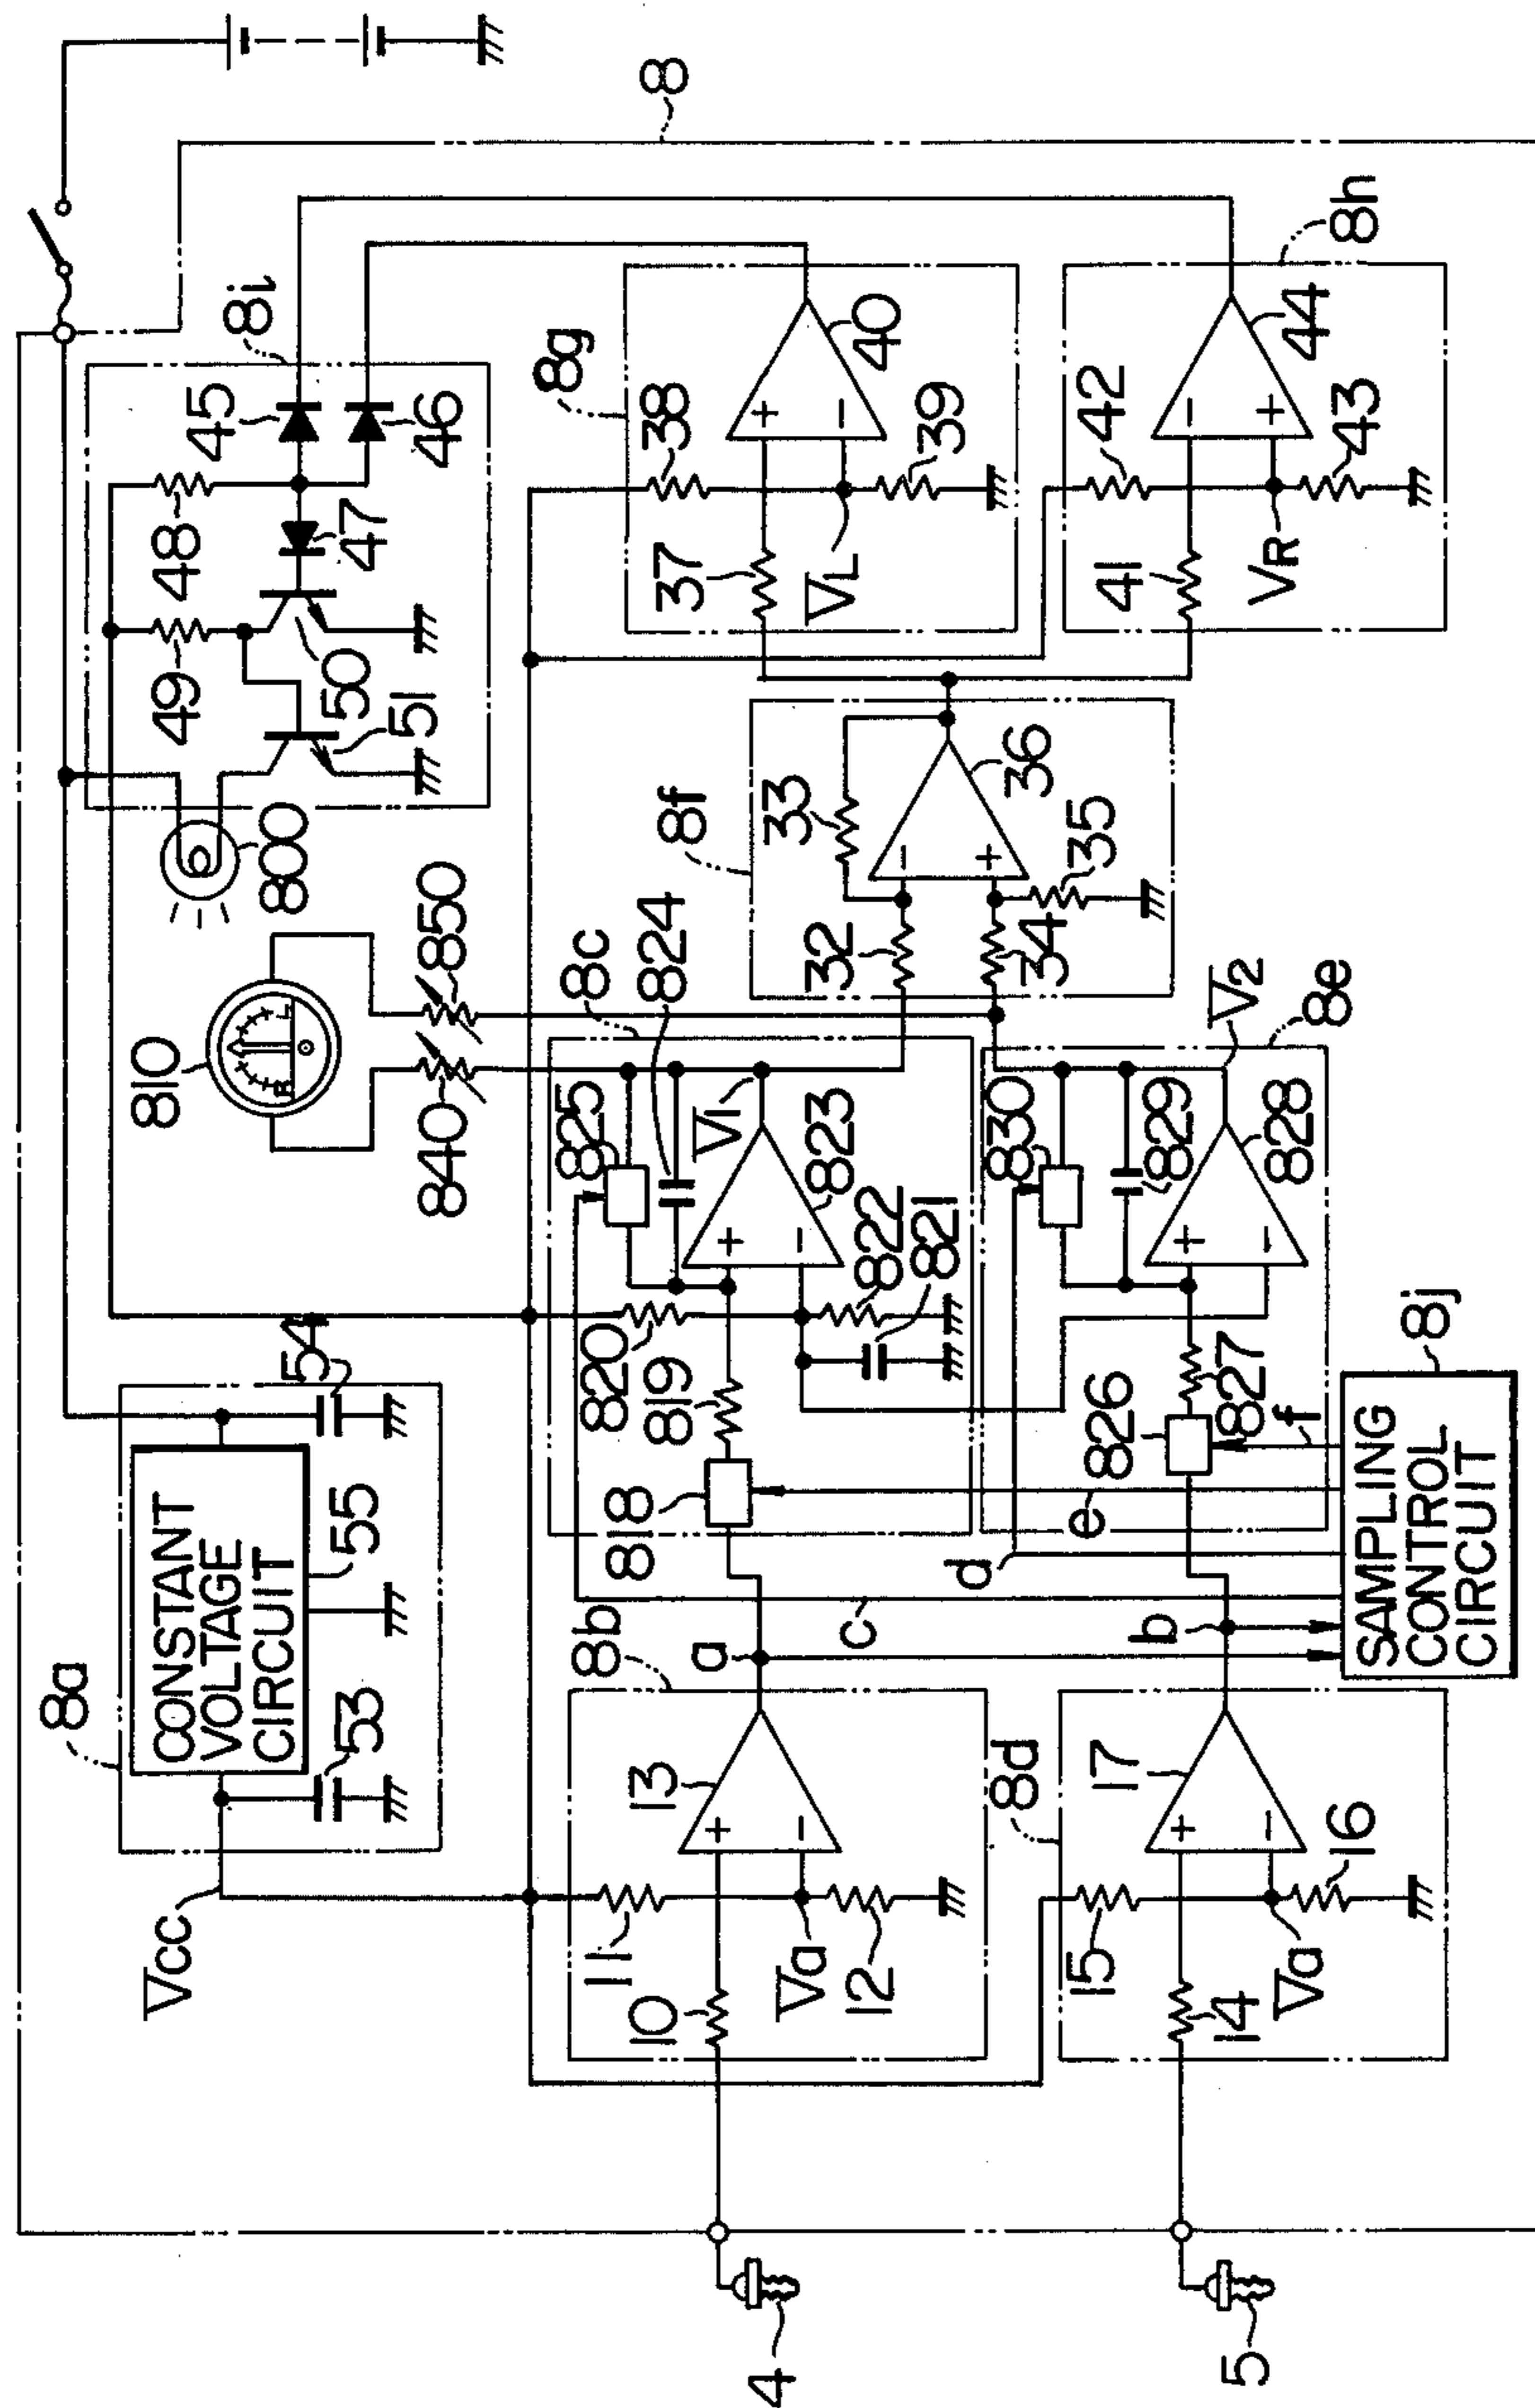 8
8a
CONSTANT
VOLTAGE
CIRCUIT
53
54
55
V̅cc
8i
45
46
47
48
49
50
51
800
810
R
L
840
850
8b
10
11
12
13
Va
a
8c
818
819
820
821
822
823
824
825
V1
8d
14
15
16
17
Va
b
8e
826
827
828
829
830
V2
8f
32
33
34
35
36
8g
37
38
39
40
VL
8h
41
42
43
44
VR
c
d
e
f
8j
SAMPLING
CONTROL
CIRCUIT
4
5